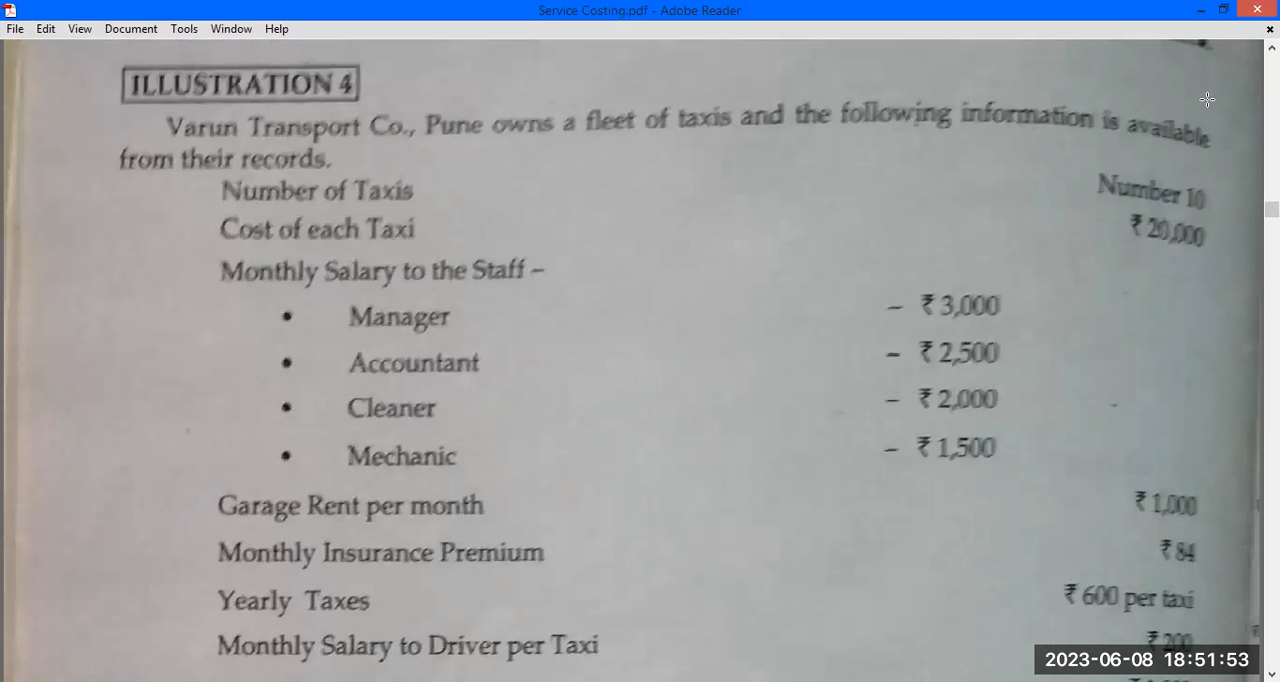 Service Costing.pdf - Adobe Reader
File Edit View Document Tools Window Help
ILLUSTRATION 4
Varun Transport Co., Pune owns a fleet of taxis and the following information is available
from their records.
Number of Taxis Number 10
Cost of each Taxi ₹ 20,000
Monthly Salary to the Staff –
• Manager – ₹ 3,000
• Accountant – ₹ 2,500
• Cleaner – ₹ 2,000
• Mechanic – ₹ 1,500
Garage Rent per month ₹ 1,000
Monthly Insurance Premium ₹ 84
Yearly Taxes ₹ 600 per taxi
Monthly Salary to Driver per Taxi ₹ 200
2023-06-08 18:51:53